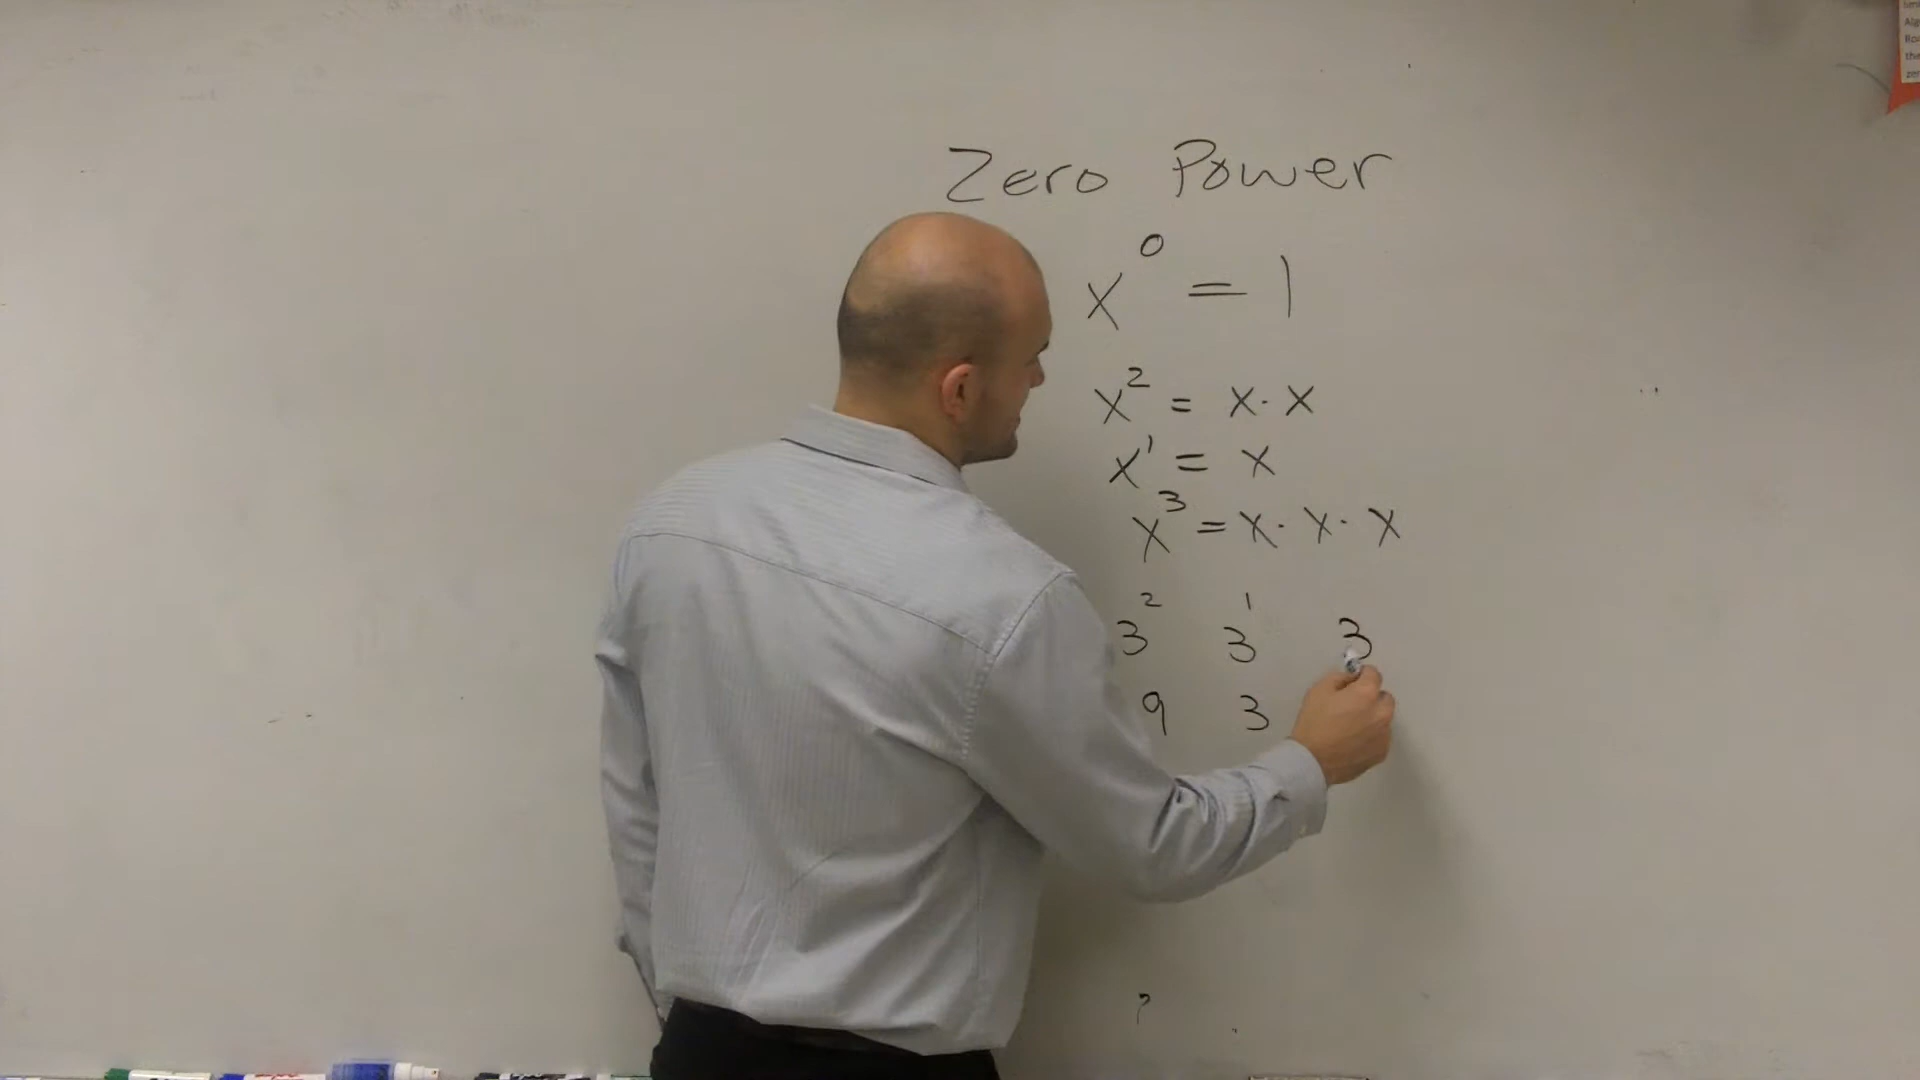 Zero Power
x⁰ = 1
x² = x · x
x¹ = x
x³ = x · x · x
3² 3¹ 3
9 3
?